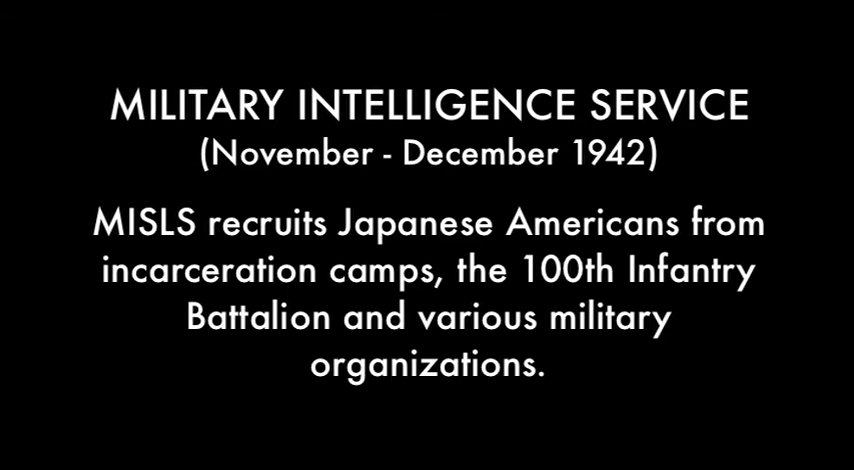 MILITARY INTELLIGENCE SERVICE
(November - December 1942)
MISLS recruits Japanese Americans from
incarceration camps, the 100th Infantry
Battalion and various military
organizations.